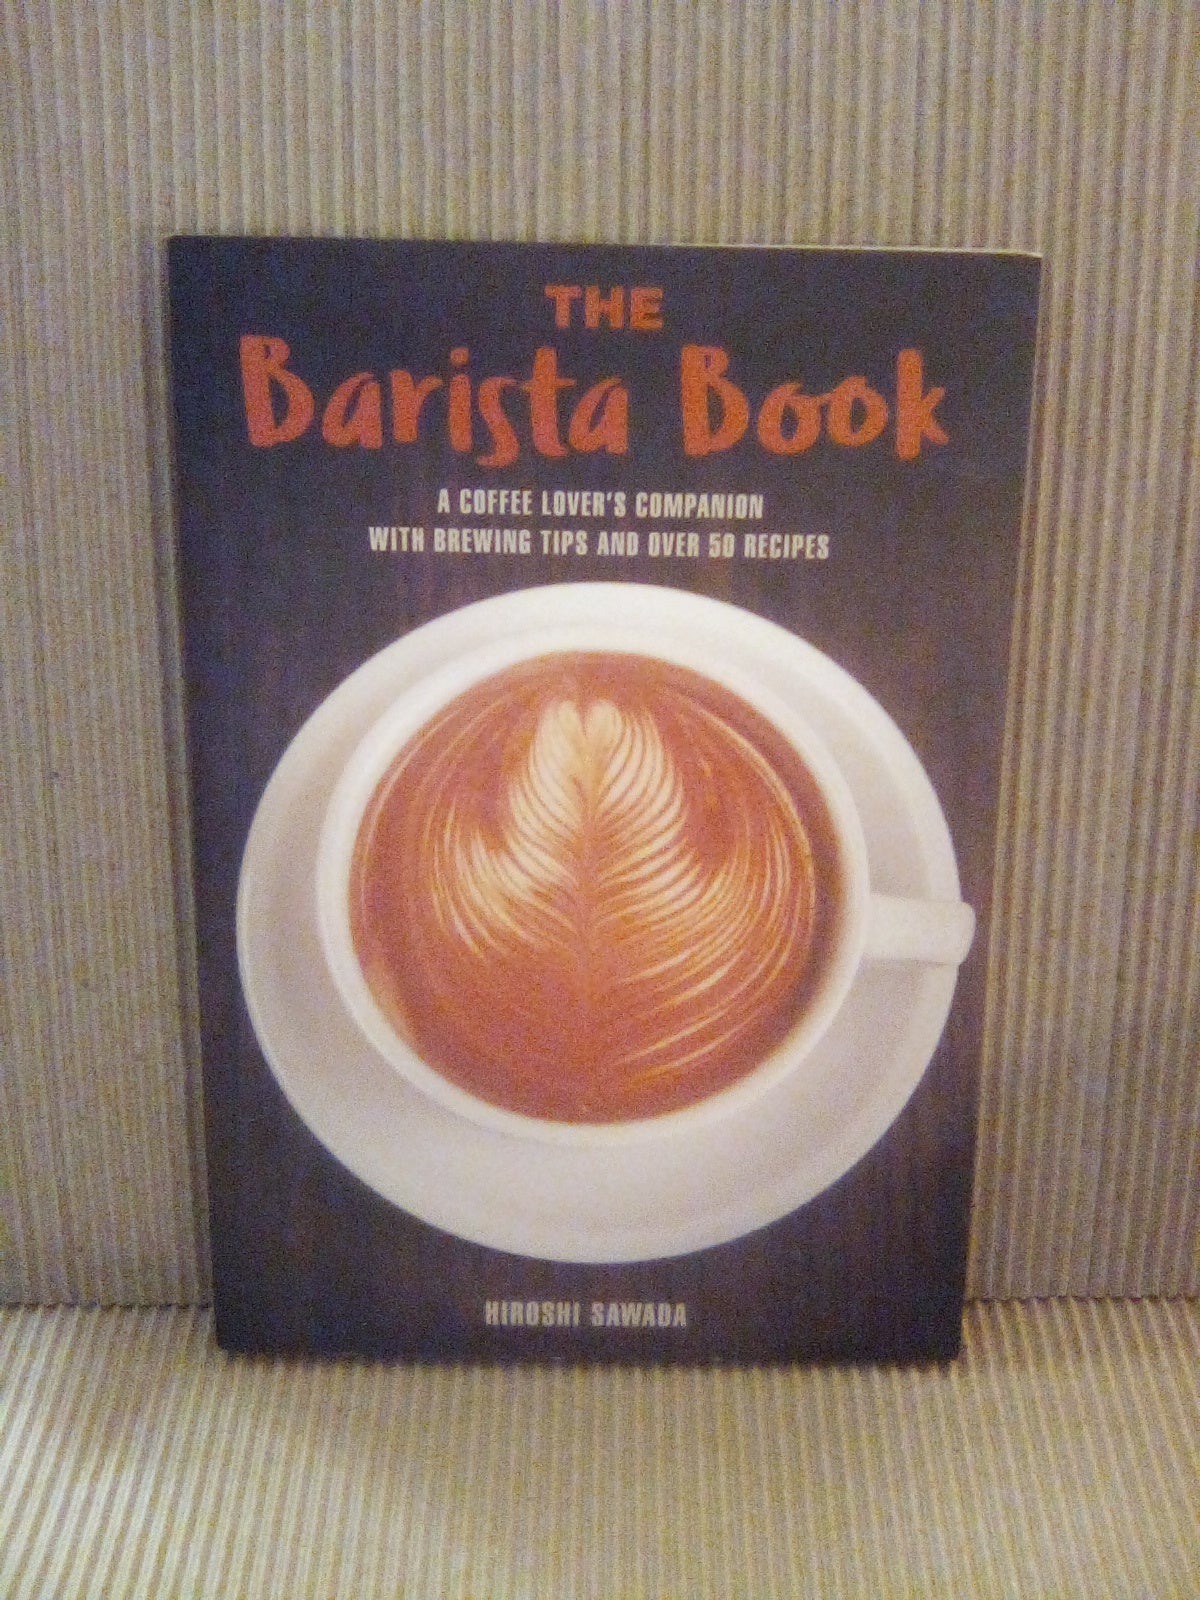 THE
Barista Book
A COFFEE LOVER'S COMPANION
WITH BREWING TIPS AND OVER 50 RECIPES
HIROSHI SAWADA